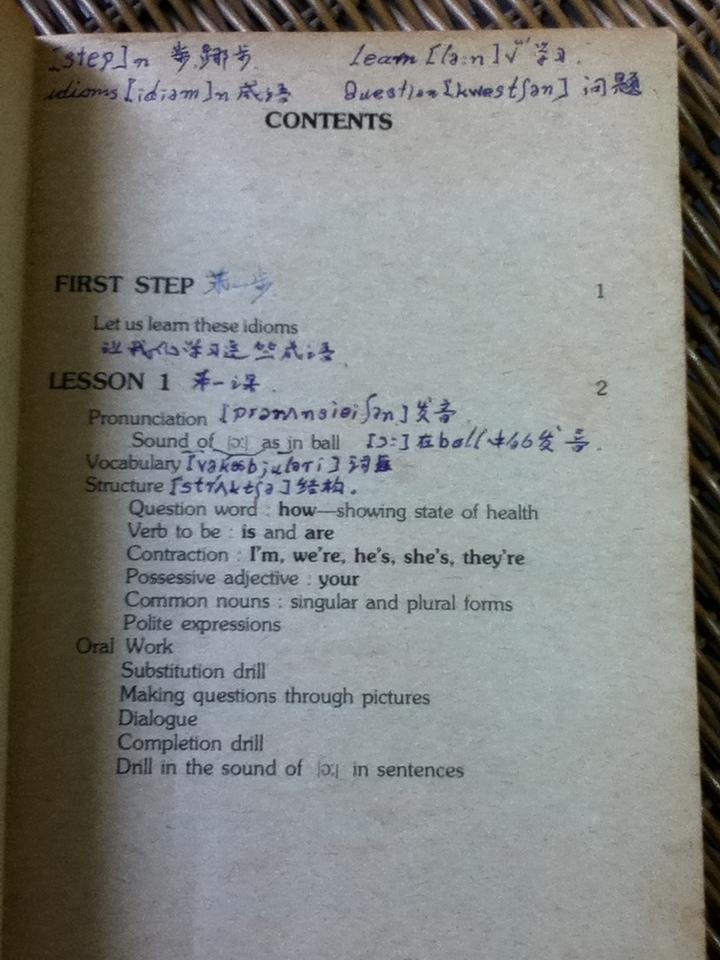 [step] n 步.踋步. learn [lə:n] v 学习.
idioms [idiəm] n 成语 Question [kwestʃən] 问题.
CONTENTS
FIRST STEP 第一步 1
Let us learn these idioms
让我们学习这些成语
LESSON 1 第一课. 2
Pronunciation [prənʌnsieiʃən] 发音
Sound of |ɔ:| as in ball [ɔ:] 在ball中的发音.
Vocabulary [vəkæbjuləri] 词匯
Structure [strʌktʃə] 结构.
Question word : how—showing state of health
Verb to be : is and are
Contraction : I'm, we're, he's, she's, they're
Possessive adjective : your
Common nouns : singular and plural forms
Polite expressions
Oral Work
Substitution drill
Making questions through pictures
Dialogue
Completion drill
Drill in the sound of |ɔ:| in sentences